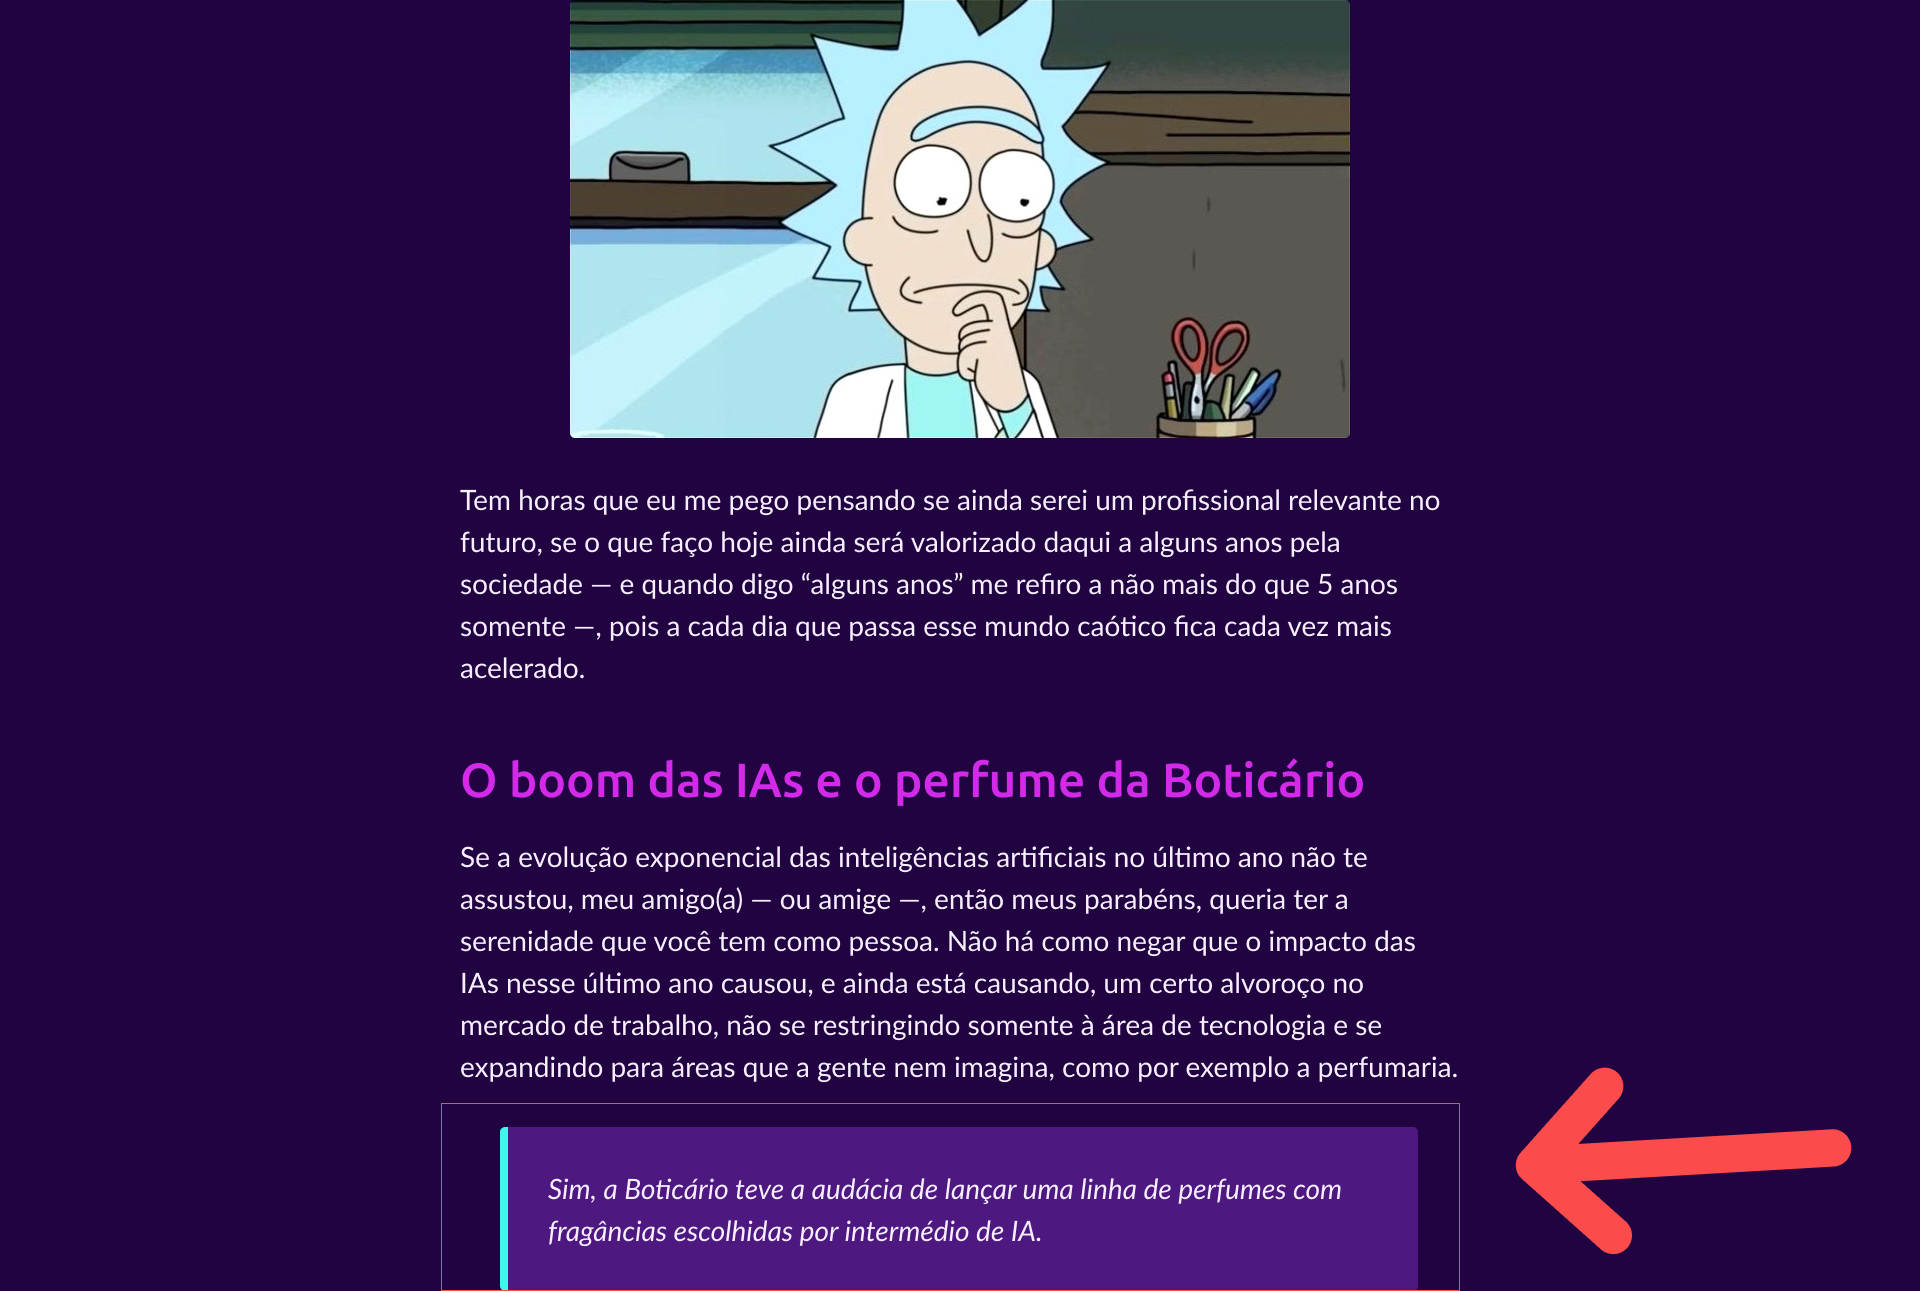 Tem horas que eu me pego pensando se ainda serei um profissional relevante no
futuro, se o que faço hoje ainda será valorizado daqui a alguns anos pela
sociedade — e quando digo “alguns anos” me refiro a não mais do que 5 anos
somente —, pois a cada dia que passa esse mundo caótico fica cada vez mais
acelerado.
O boom das IAs e o perfume da Boticário
Se a evolução exponencial das inteligências artificiais no último ano não te
assustou, meu amigo(a) — ou amige —, então meus parabéns, queria ter a
serenidade que você tem como pessoa. Não há como negar que o impacto das
IAs nesse último ano causou, e ainda está causando, um certo alvoroço no
mercado de trabalho, não se restringindo somente à área de tecnologia e se
expandindo para áreas que a gente nem imagina, como por exemplo a perfumaria.
Sim, a Boticário teve a audácia de lançar uma linha de perfumes com
fragâncias escolhidas por intermédio de IA.